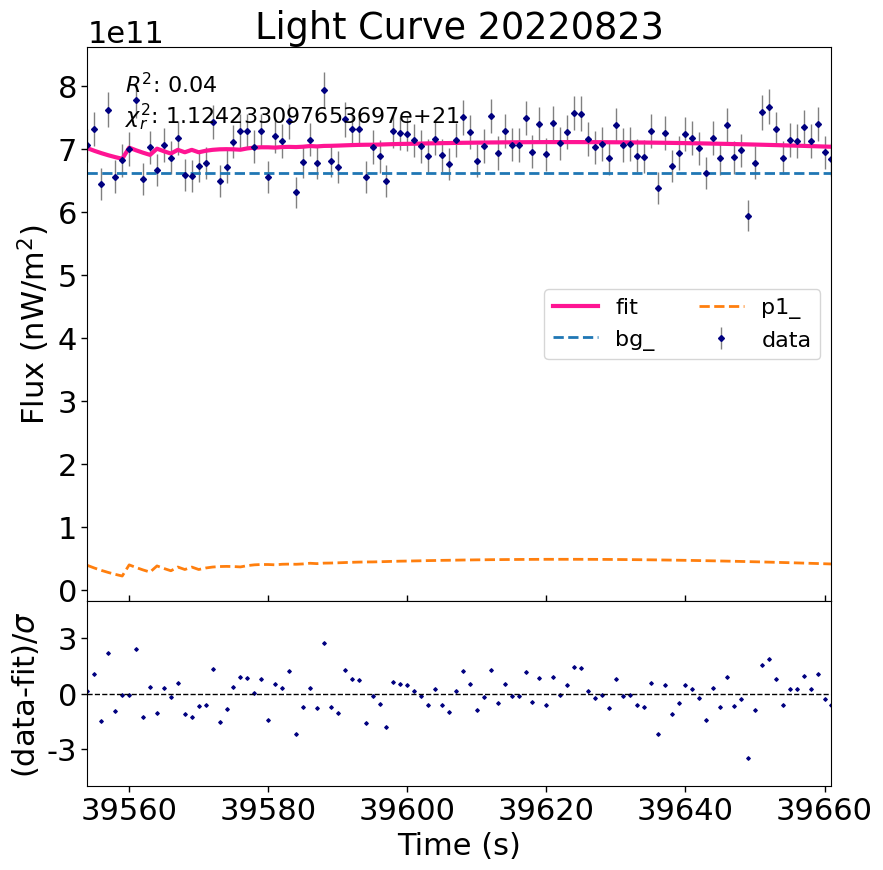 Light Curve 20220823
1e11
R²: 0.04
χ²ᵣ: 1.124233097653697e+21
8
7
6
5
4
3
2
1
0
Flux (nW/m²)
fit
bg_
p1_
data
3
0
-3
(data-fit)/σ
39560 39580 39600 39620 39640 39660
Time (s)